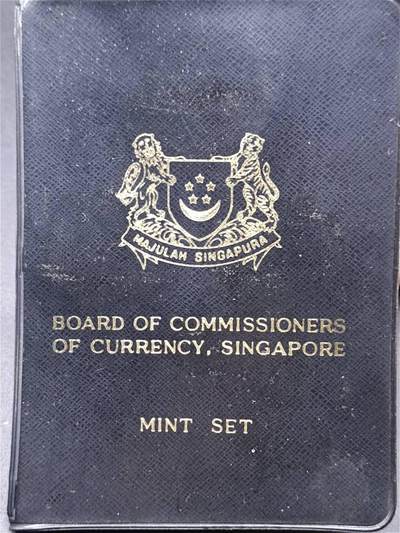 MAJULAH SINGAPURA
BOARD OF COMMISSIONERS
OF CURRENCY, SINGAPORE
MINT SET